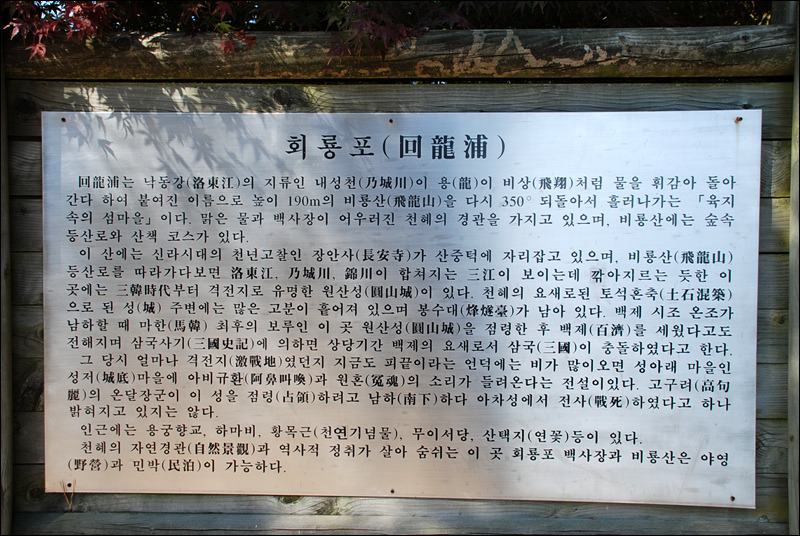 회룡포(回龍浦)
回龍浦는 낙동강(洛東江)의 지류인 내성천(乃城川)이 용(龍)이 비상(飛翔)처럼 물을 휘감아 돌아
간다 하여 붙여진 이름으로 높이 190m의 비룡산(飛龍山)을 다시 350° 되돌아서 흘러나가는 「육지
속의 섬마을」이다. 맑은 물과 백사장이 어우러진 천혜의 경관을 가지고 있으며, 비룡산에는 숲속
등산로와 산책 코스가 있다.
이 산에는 신라시대의 천년고찰인 장안사(長安寺)가 산중턱에 자리잡고 있으며, 비룡산(飛龍山)
등산로를 따라가다보면 洛東江, 乃城川, 錦川이 합쳐지는 三江이 보이는데 깎아지르는 듯한 이
곳에는 三韓時代부터 격전지로 유명한 원산성(圓山城)이 있다. 천혜의 요새로된 토석혼축(土石混築)
으로 된 성(城) 주변에는 많은 고분이 흩어져 있으며 봉수대(烽燧臺)가 남아 있다. 백제 시조 온조가
남하할 때 마한(馬韓) 최후의 보루인 이 곳 원산성(圓山城)을 점령한 후 백제(百濟)를 세웠다고도
전해지며 삼국사기(三國史記)에 의하면 상당기간 백제의 요새로서 삼국(三國)이 충돌하였다고 한다.
그 당시 얼마나 격전지(激戰地)였던지 지금도 피끝이라는 언덕에는 비가 많이오면 성아래 마을인
성저(城底)마을에 아비규환(阿鼻叫喚)과 원혼(冤魂)의 소리가 들려온다는 전설이있다. 고구려(高句
麗)의 온달장군이 이 성을 점령(占領)하려고 남하(南下)하다 아차성에서 전사(戰死)하였다고 하나
밝혀지고 있지는 않다.
인근에는 용궁향교, 하마비, 황목근(천연기념물), 무이서당, 산택지(연꽃)등이 있다.
천혜의 자연경관(自然景觀)과 역사적 정취가 살아 숨쉬는 이 곳 회룡포 백사장과 비룡산은 야영
(野營)과 민박(民泊)이 가능하다.